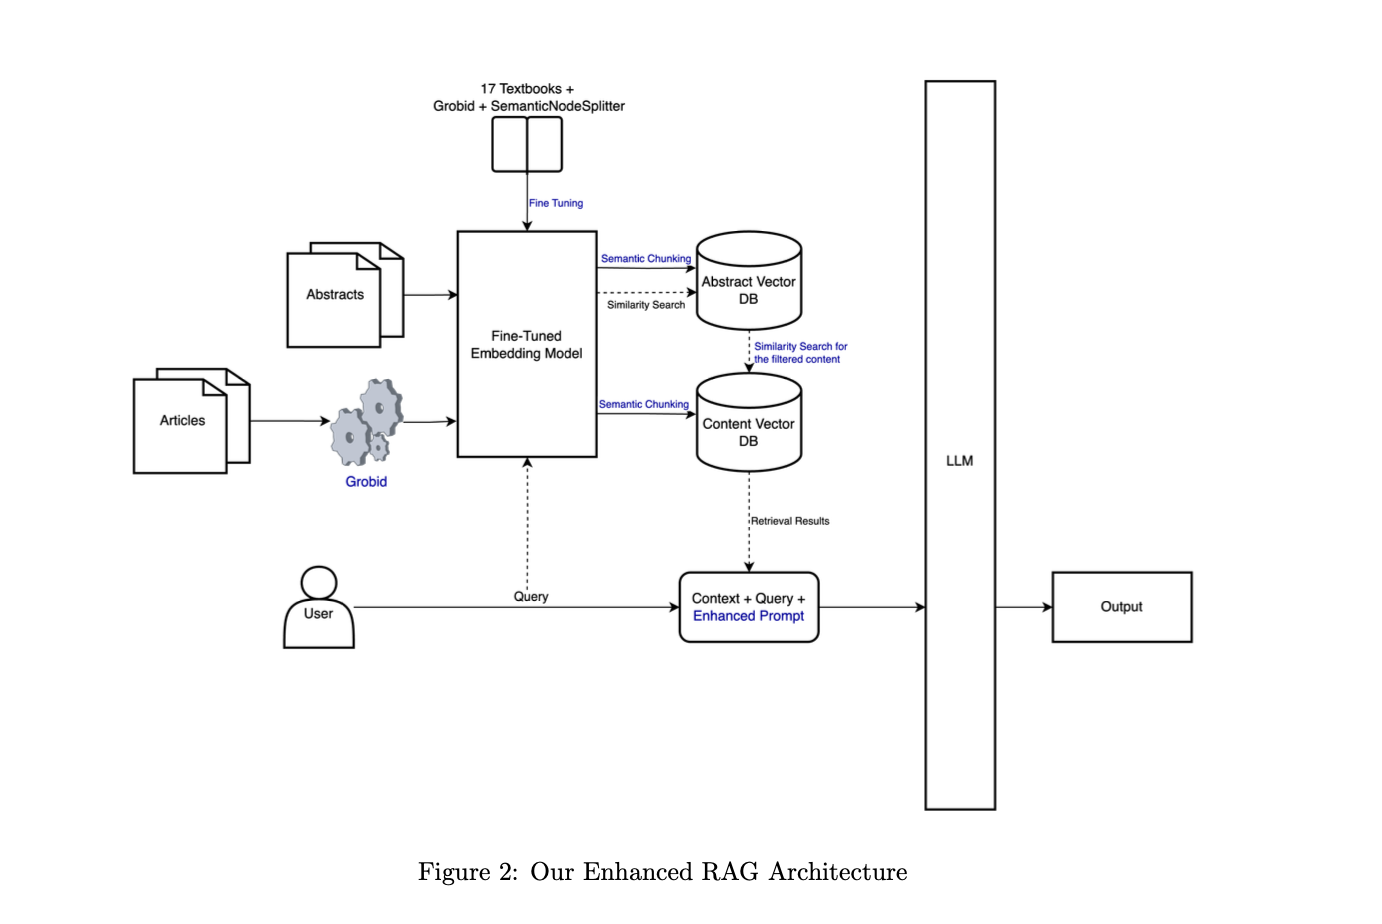 17 Textbooks +
Grobid + SemanticNodeSplitter
Fine Tuning
Abstracts
Articles
Grobid
Fine-Tuned
Embedding Model
Semantic Chunking
Similarity Search
Abstract Vector
DB
Similarity Search for
the filtered content
Semantic Chunking
Content Vector
DB
Retrieval Results
User
Query
Context + Query +
Enhanced Prompt
LLM
Output
Figure 2: Our Enhanced RAG Architecture